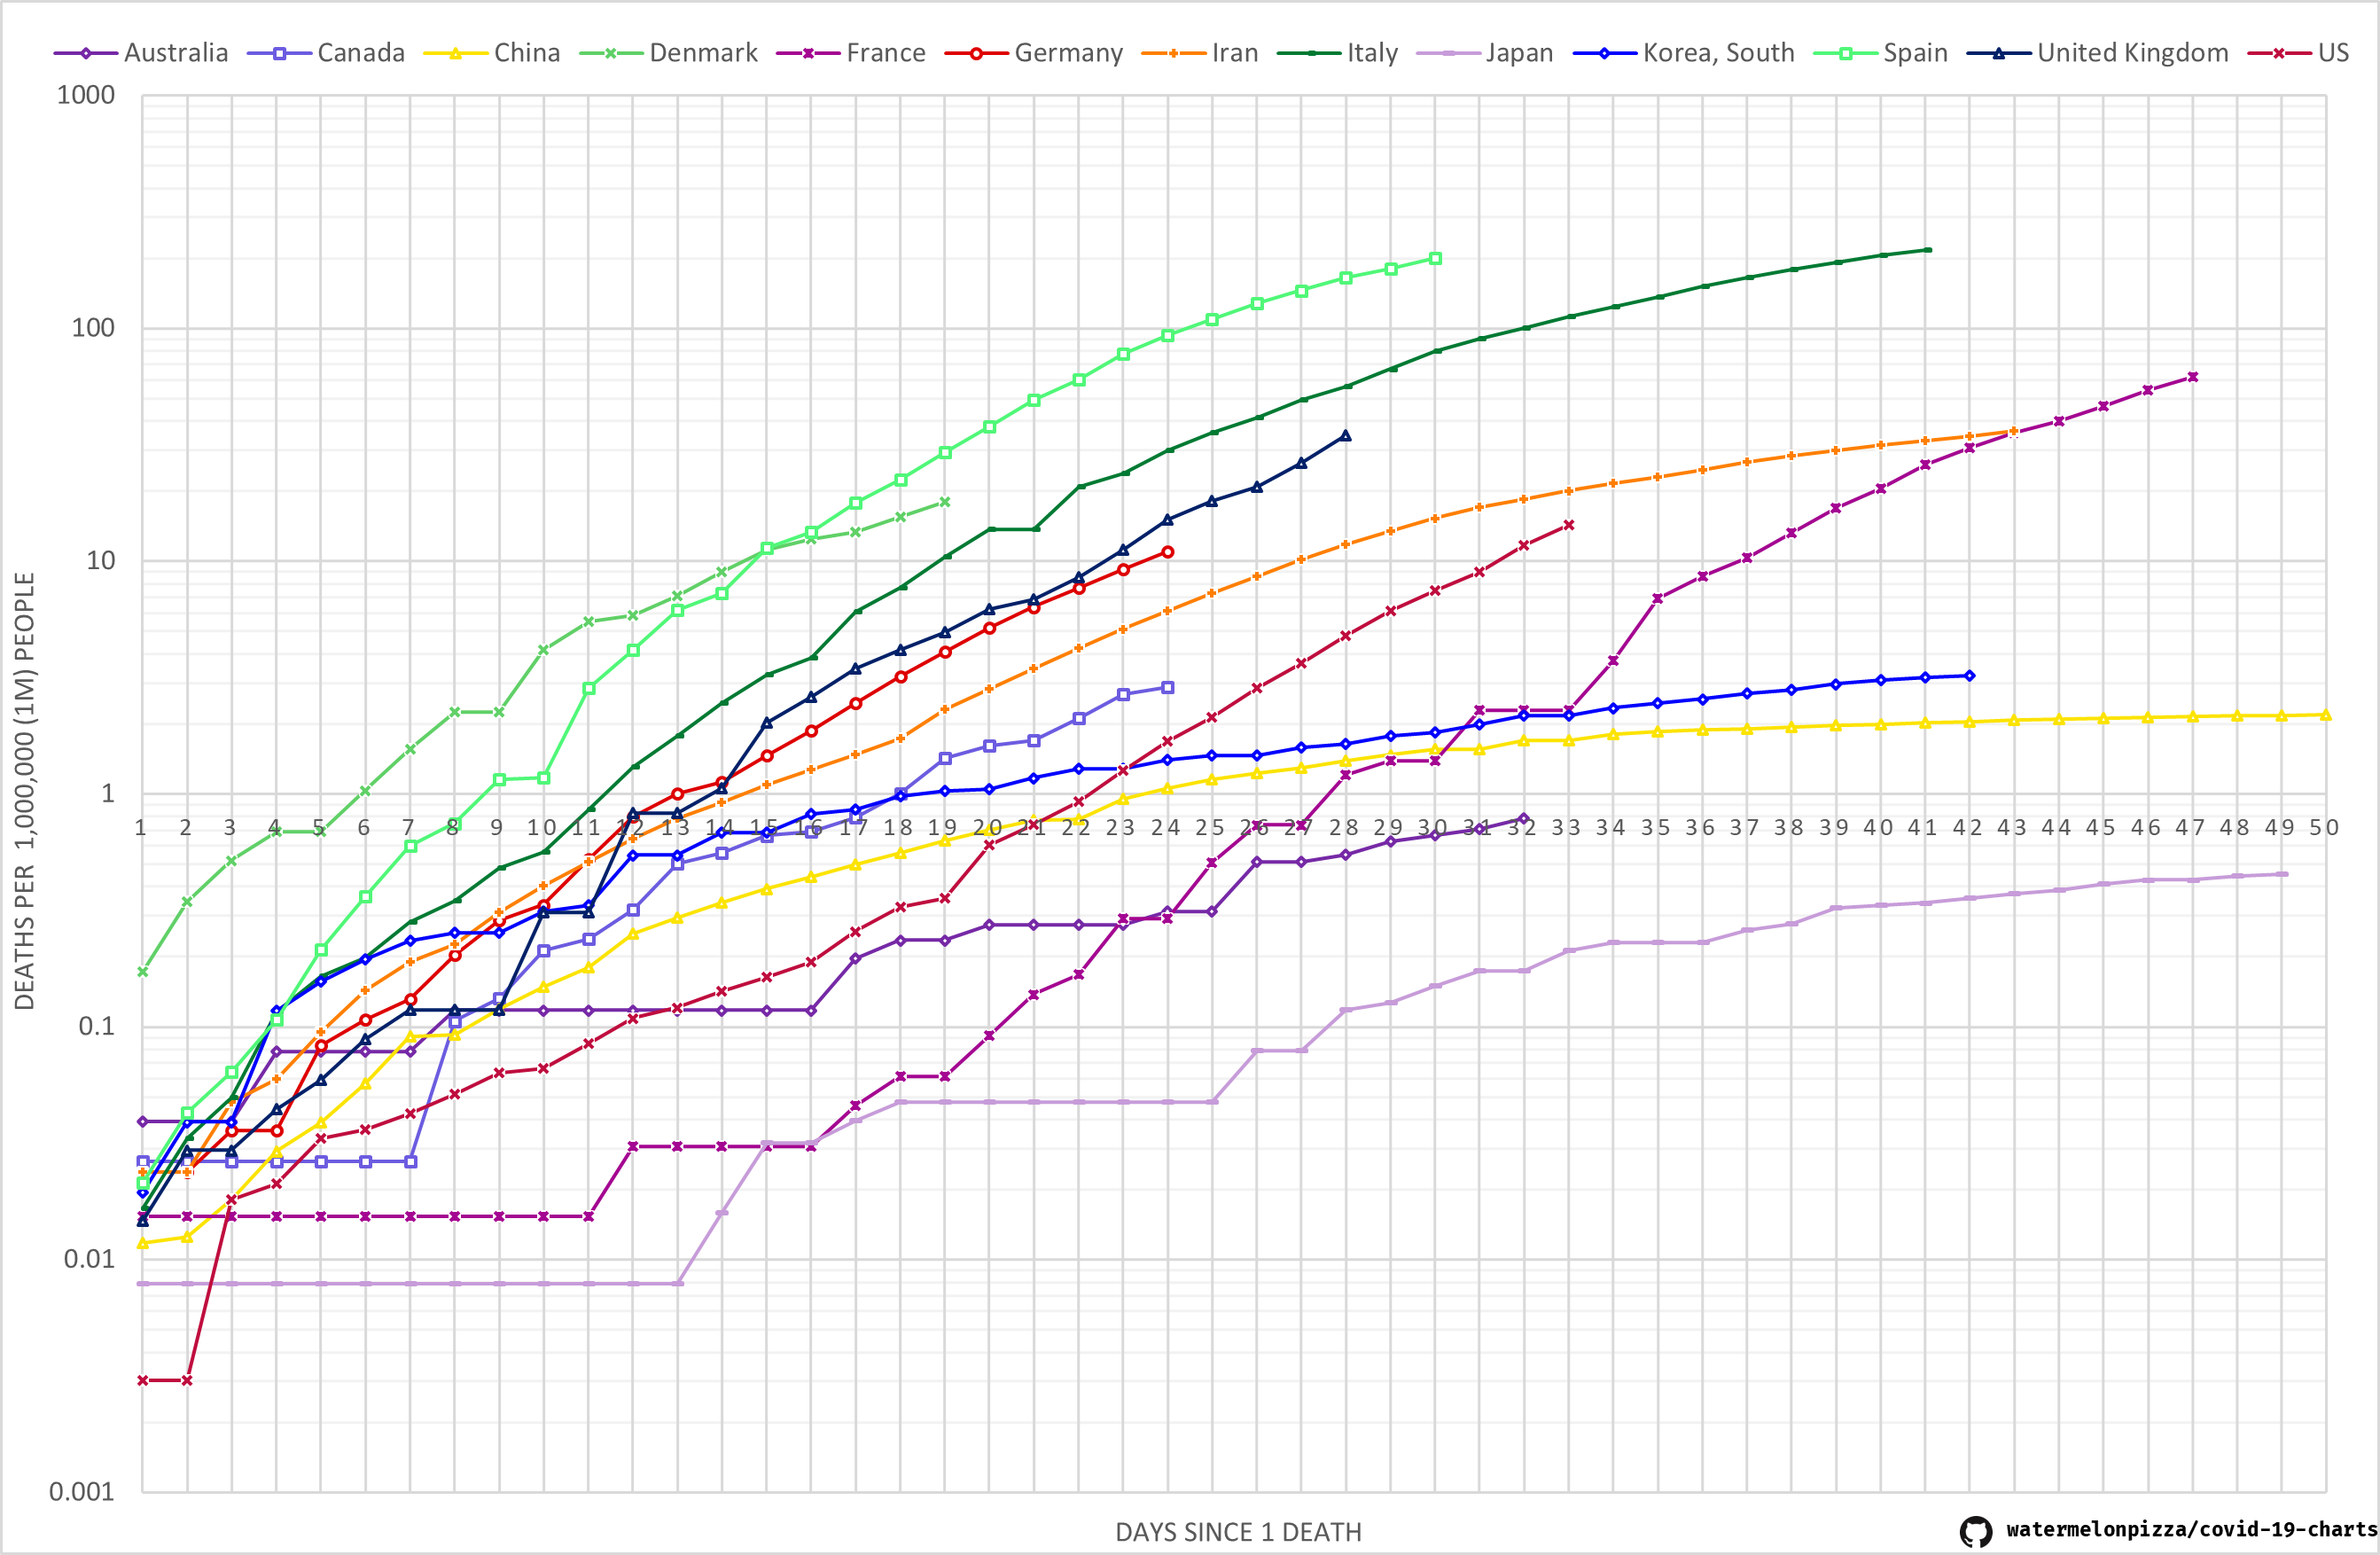 Australia Canada China Denmark France Germany Iran Italy Japan Korea, South Spain United Kingdom US
1000
100
10
1
1 2 3 4 5 6 7 8 9 10 11 12 13 14 15 16 17 18 19 20 21 22 23 24 25 26 27 28 29 30 31 32 33 34 35 36 37 38 39 40 41 42 43 44 45 46 47 48 49 50
0.1
0.01
0.001
DEATHS PER 1,000,000 (1M) PEOPLE
DAYS SINCE 1 DEATH
watermelonpizza/covid-19-charts